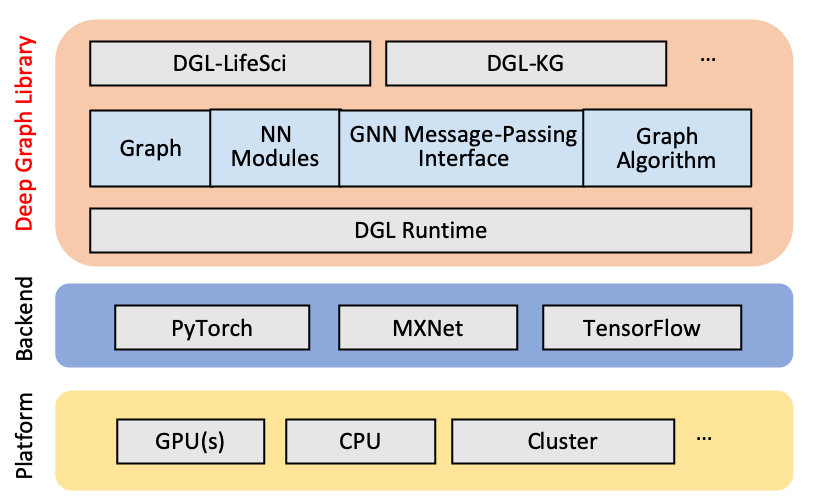 Deep Graph Library
DGL-LifeSci
DGL-KG
...
Graph
NN
Modules
GNN Message-Passing
Interface
Graph
Algorithm
DGL Runtime
Backend
PyTorch
MXNet
TensorFlow
Platform
GPU(s)
CPU
Cluster
...